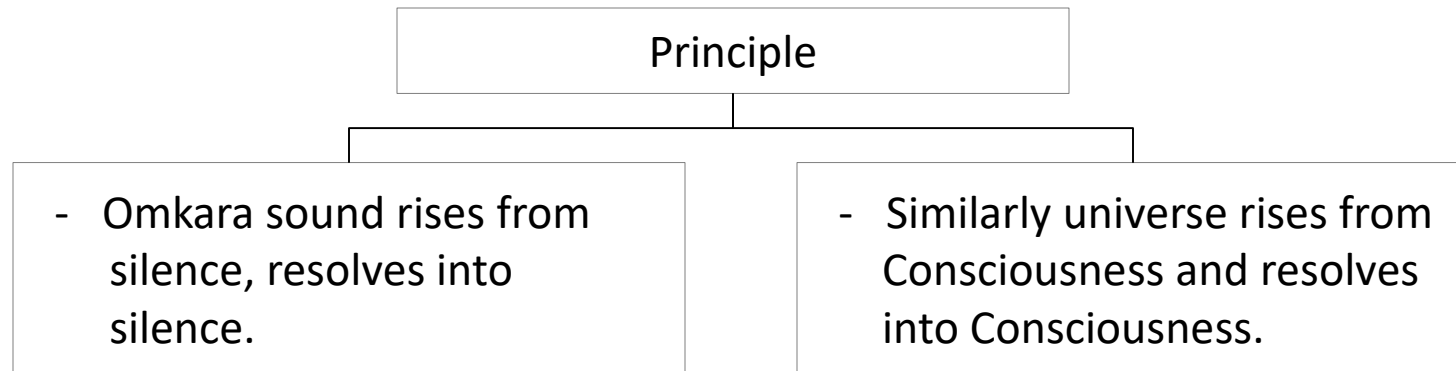 Principle
- Omkara sound rises from
silence, resolves into
silence.
- Similarly universe rises from
Consciousness and resolves
into Consciousness.